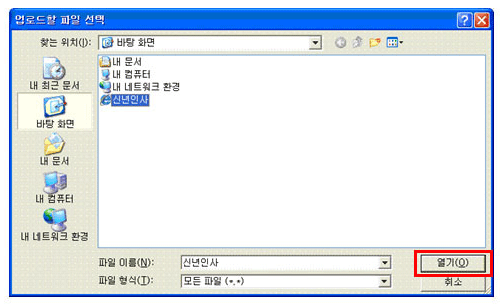 업로드할 파일 선택
찾는 위치(I): 바탕 화면
내 최근 문서
바탕 화면
내 문서
내 컴퓨터
내 네트워크 환경
내 문서
내 컴퓨터
내 네트워크 환경
신년인사
파일 이름(N): 신년인사 열기(O)
파일 형식(T): 모든 파일 (*.*) 취소